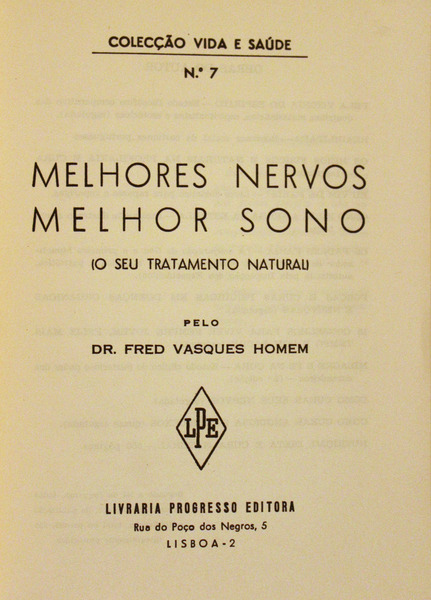 COLECÇÃO VIDA E SAÚDE
N.º 7
MELHORES NERVOS
MELHOR SONO
(O SEU TRATAMENTO NATURAL)
PELO
DR. FRED VASQUES HOMEM
LPE
LIVRARIA PROGRESSO EDITORA
Rua do Poço dos Negros, 5
LISBOA-2